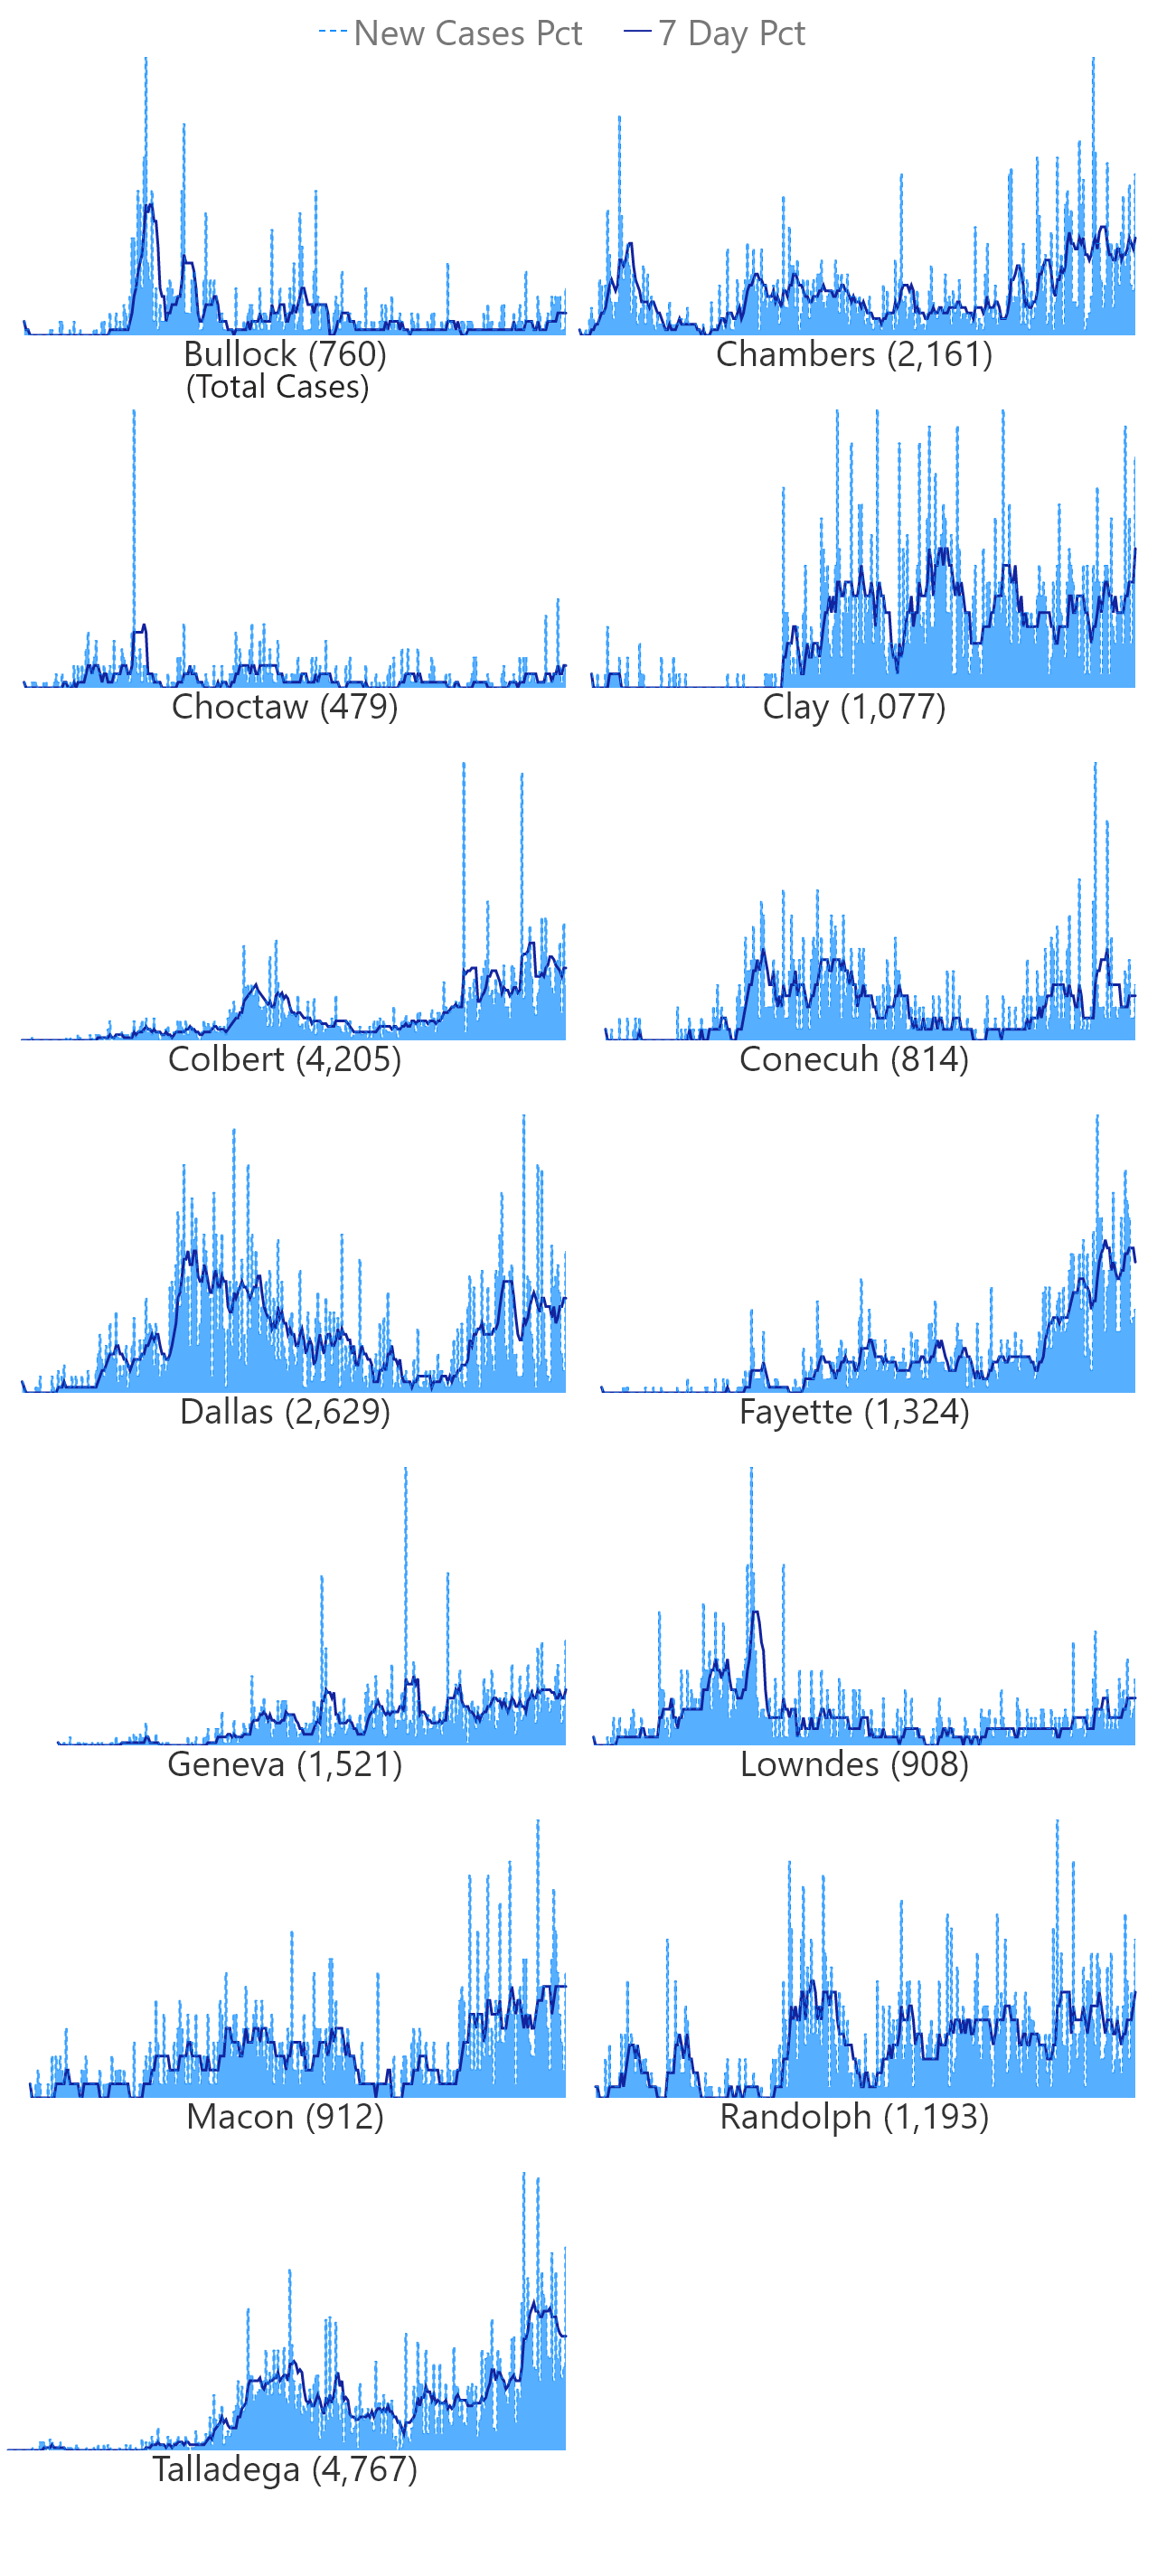 New Cases Pct 7 Day Pct
Bullock (760)
(Total Cases)
Chambers (2,161)
Choctaw (479)
Clay (1,077)
Colbert (4,205)
Conecuh (814)
Dallas (2,629)
Fayette (1,324)
Geneva (1,521)
Lowndes (908)
Macon (912)
Randolph (1,193)
Talladega (4,767)